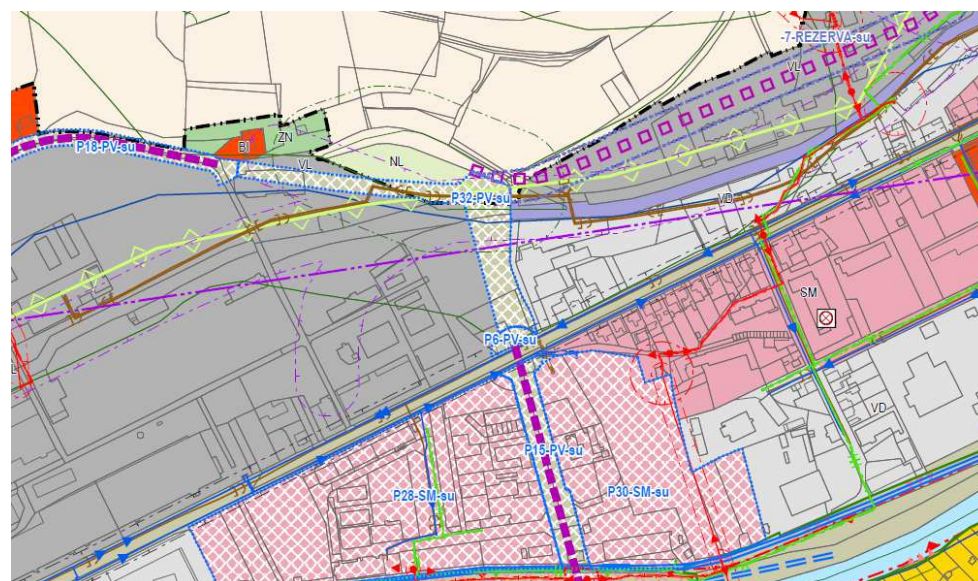 -7-REZERVA-su
VL
BI
ZN
P18-PV-su
VL
NL
P32-PV-su
VD
SM
P6-PV-su
VD
P15-PV-su
P28-SM-su
P30-SM-su